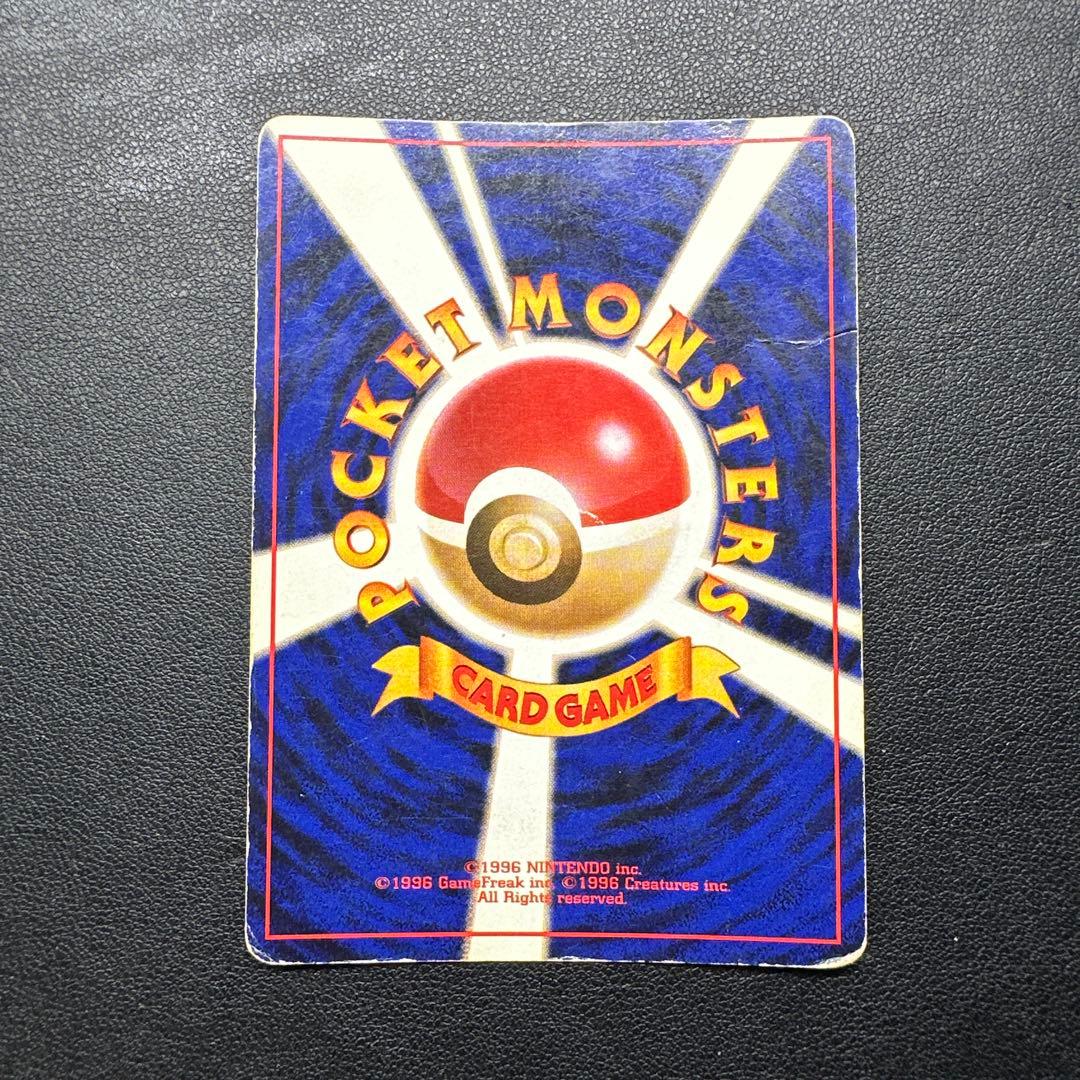 POCKET MONSTERS
CARD GAME
©1996 NINTENDO inc.
©1996 GameFreak inc. ©1996 Creatures inc.
All Rights reserved.